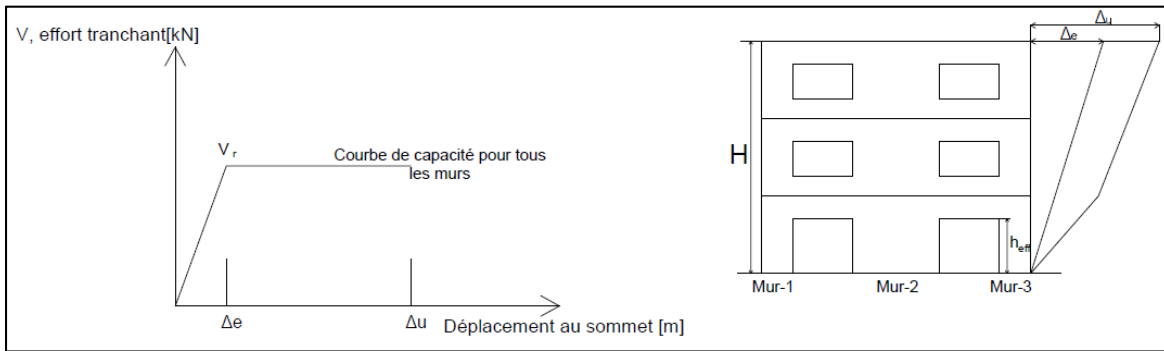 V, effort tranchant[kN]
V r
Courbe de capacité pour tous
les murs
Δe
Δu
Déplacement au sommet [m]
Δu
Δe
H
heff
Mur-1
Mur-2
Mur-3